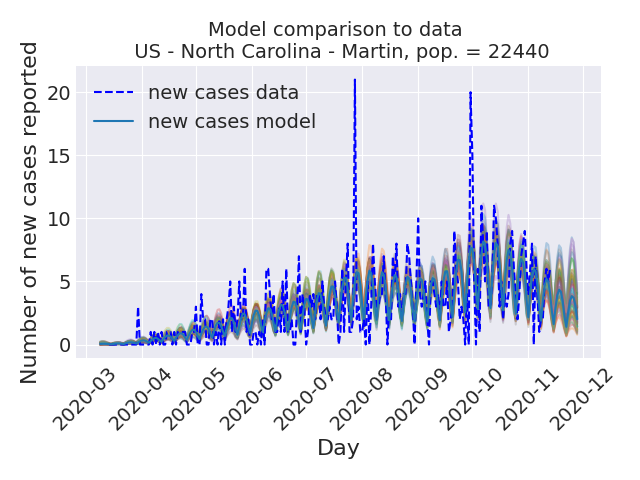 Model comparison to data
US - North Carolina - Martin, pop. = 22440
Number of new cases reported
20
15
10
5
0
new cases data
new cases model
2020-03
2020-04
2020-05
2020-06
2020-07
2020-08
2020-09
2020-10
2020-11
2020-12
Day